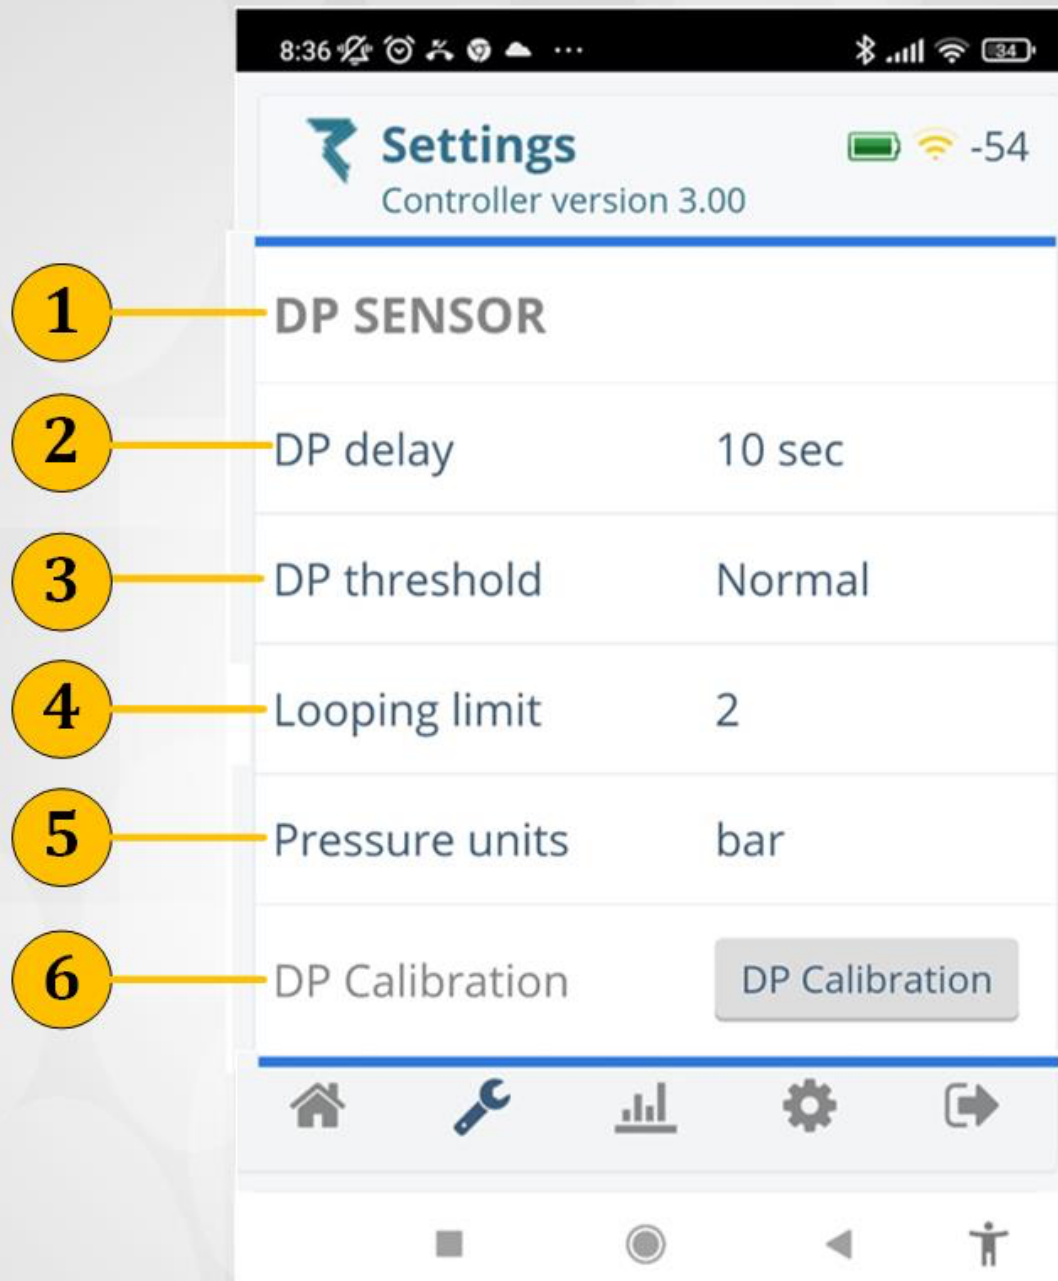 8:36 ... 34
Settings -54
Controller version 3.00
1 DP SENSOR
2 DP delay 10 sec
3 DP threshold Normal
4 Looping limit 2
5 Pressure units bar
6 DP Calibration DP Calibration